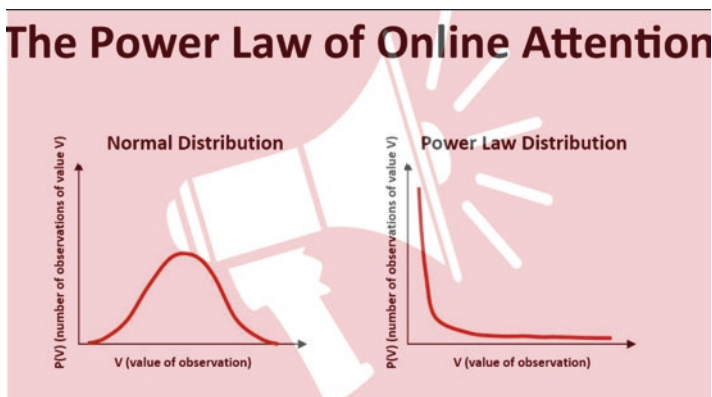 The Power Law of Online Attention
Normal Distribution
P(V) (number of observations of value V)
V (value of observation)
Power Law Distribution
P(V) (number of observations of value V)
V (value of observation)